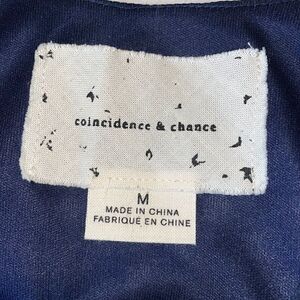 coincidence & chance
M
MADE IN CHINA
FABRIQUÉ EN CHINE